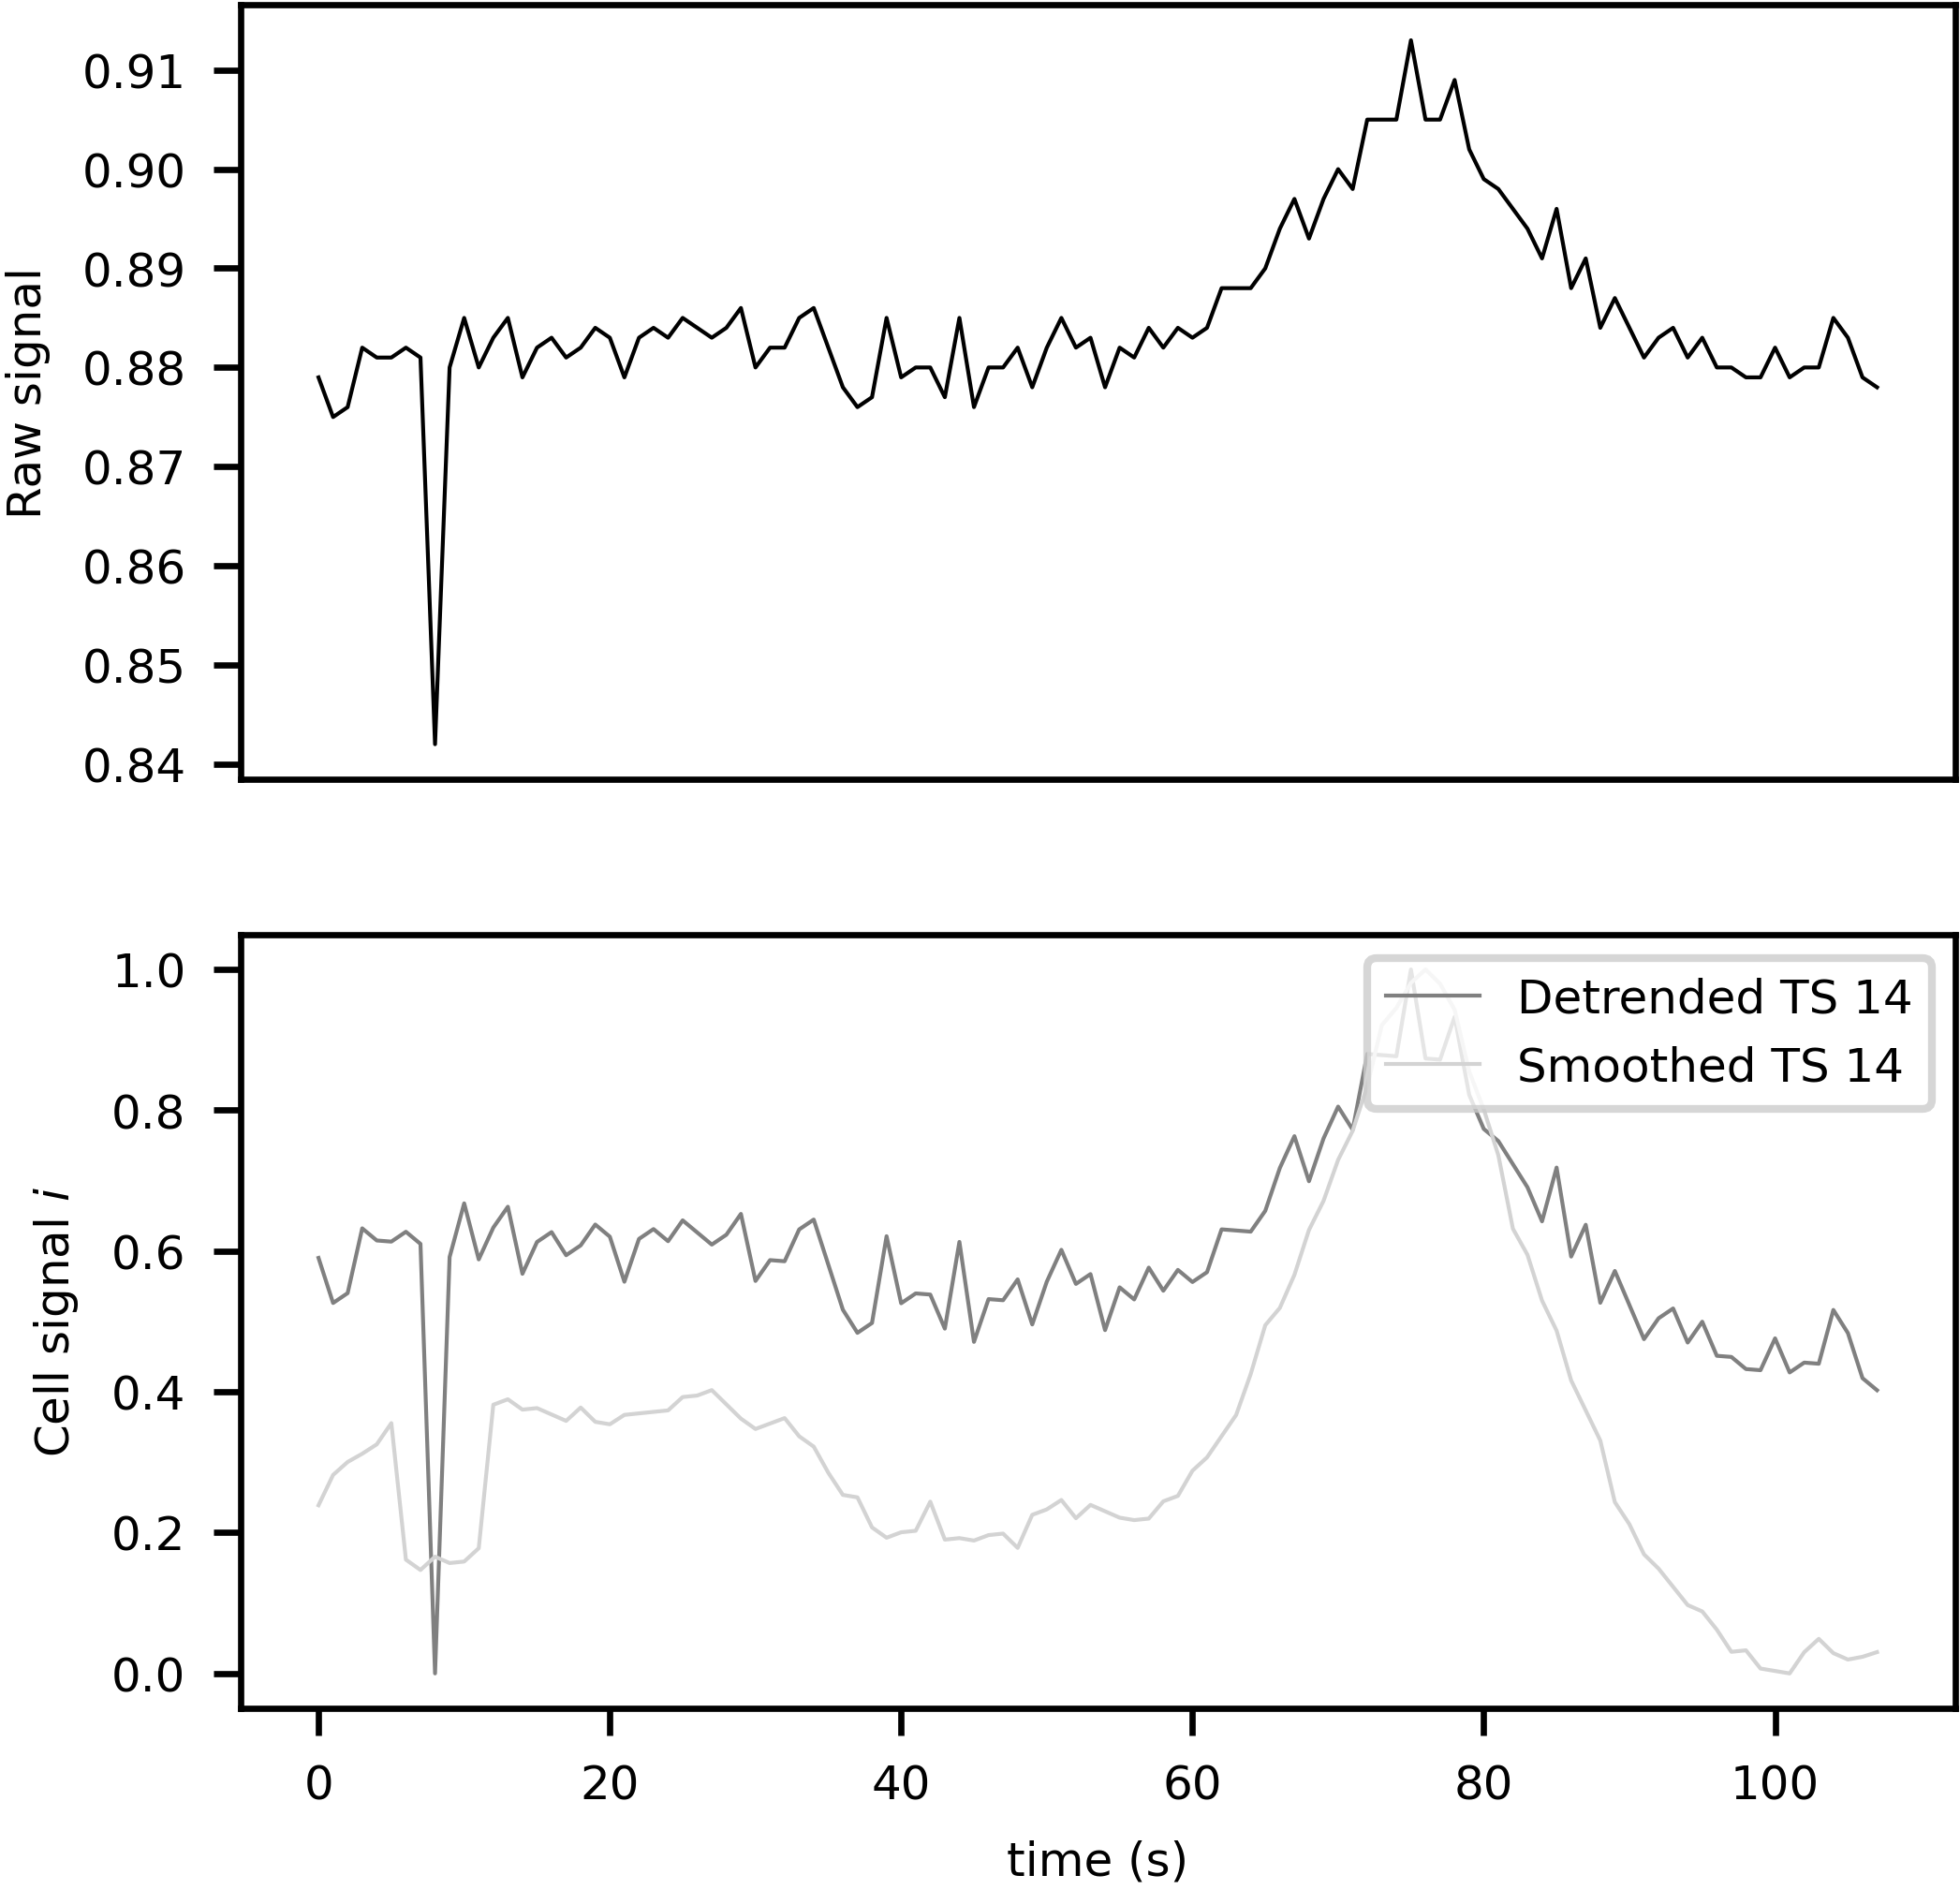 Raw signal
0.91
0.90
0.89
0.88
0.87
0.86
0.85
0.84
Cell signal i
1.0
0.8
0.6
0.4
0.2
0.0
Detrended TS 14
Smoothed TS 14
0 20 40 60 80 100
time (s)